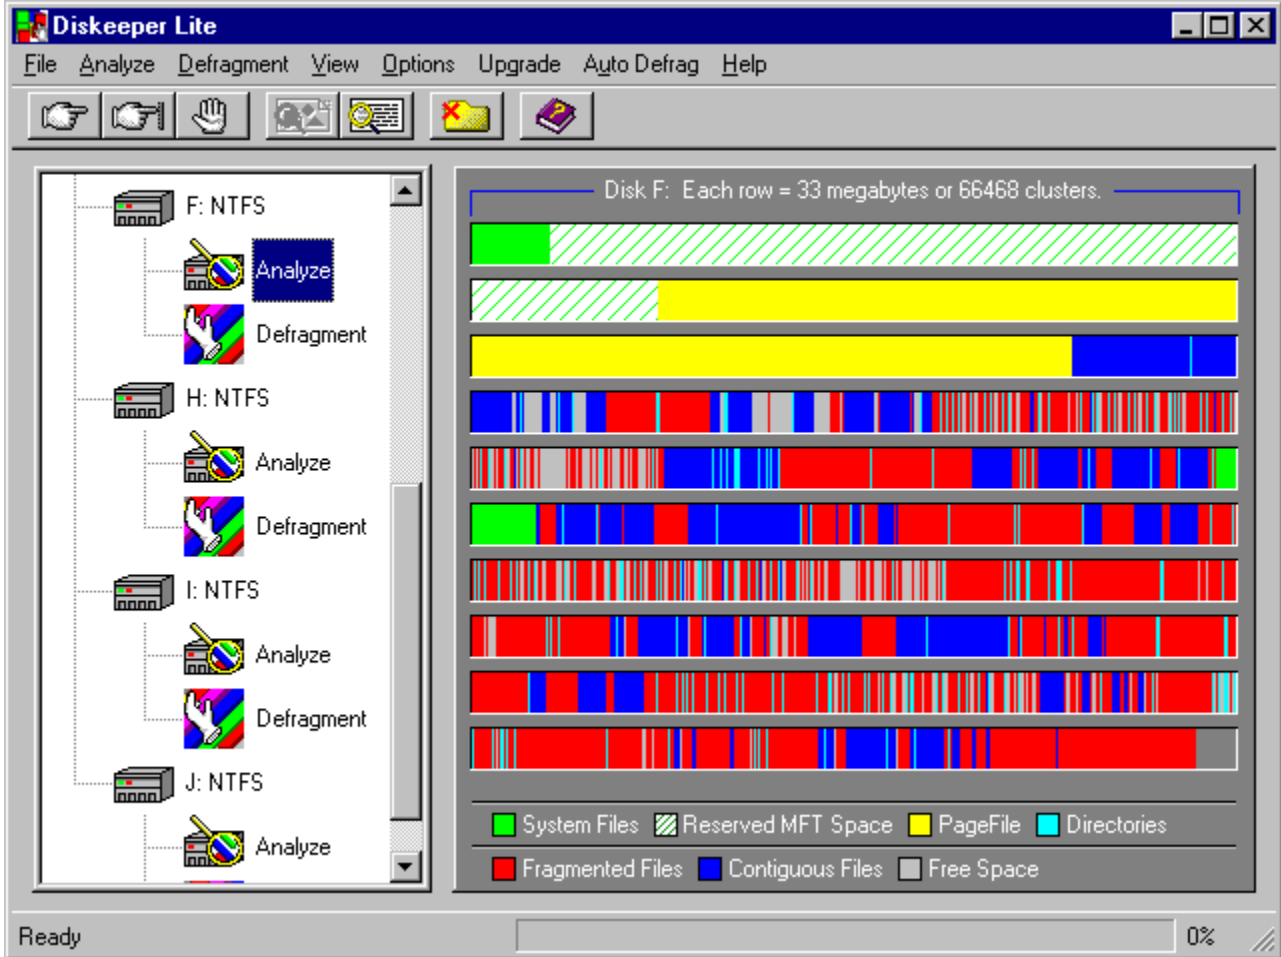 Diskeeper Lite
File Analyze Defragment View Options Upgrade Auto Defrag Help
F: NTFS
Analyze
Defragment
H: NTFS
Analyze
Defragment
I: NTFS
Analyze
Defragment
J: NTFS
Analyze
Disk F: Each row = 33 megabytes or 66468 clusters.
System Files Reserved MFT Space PageFile Directories
Fragmented Files Contiguous Files Free Space
Ready 0%